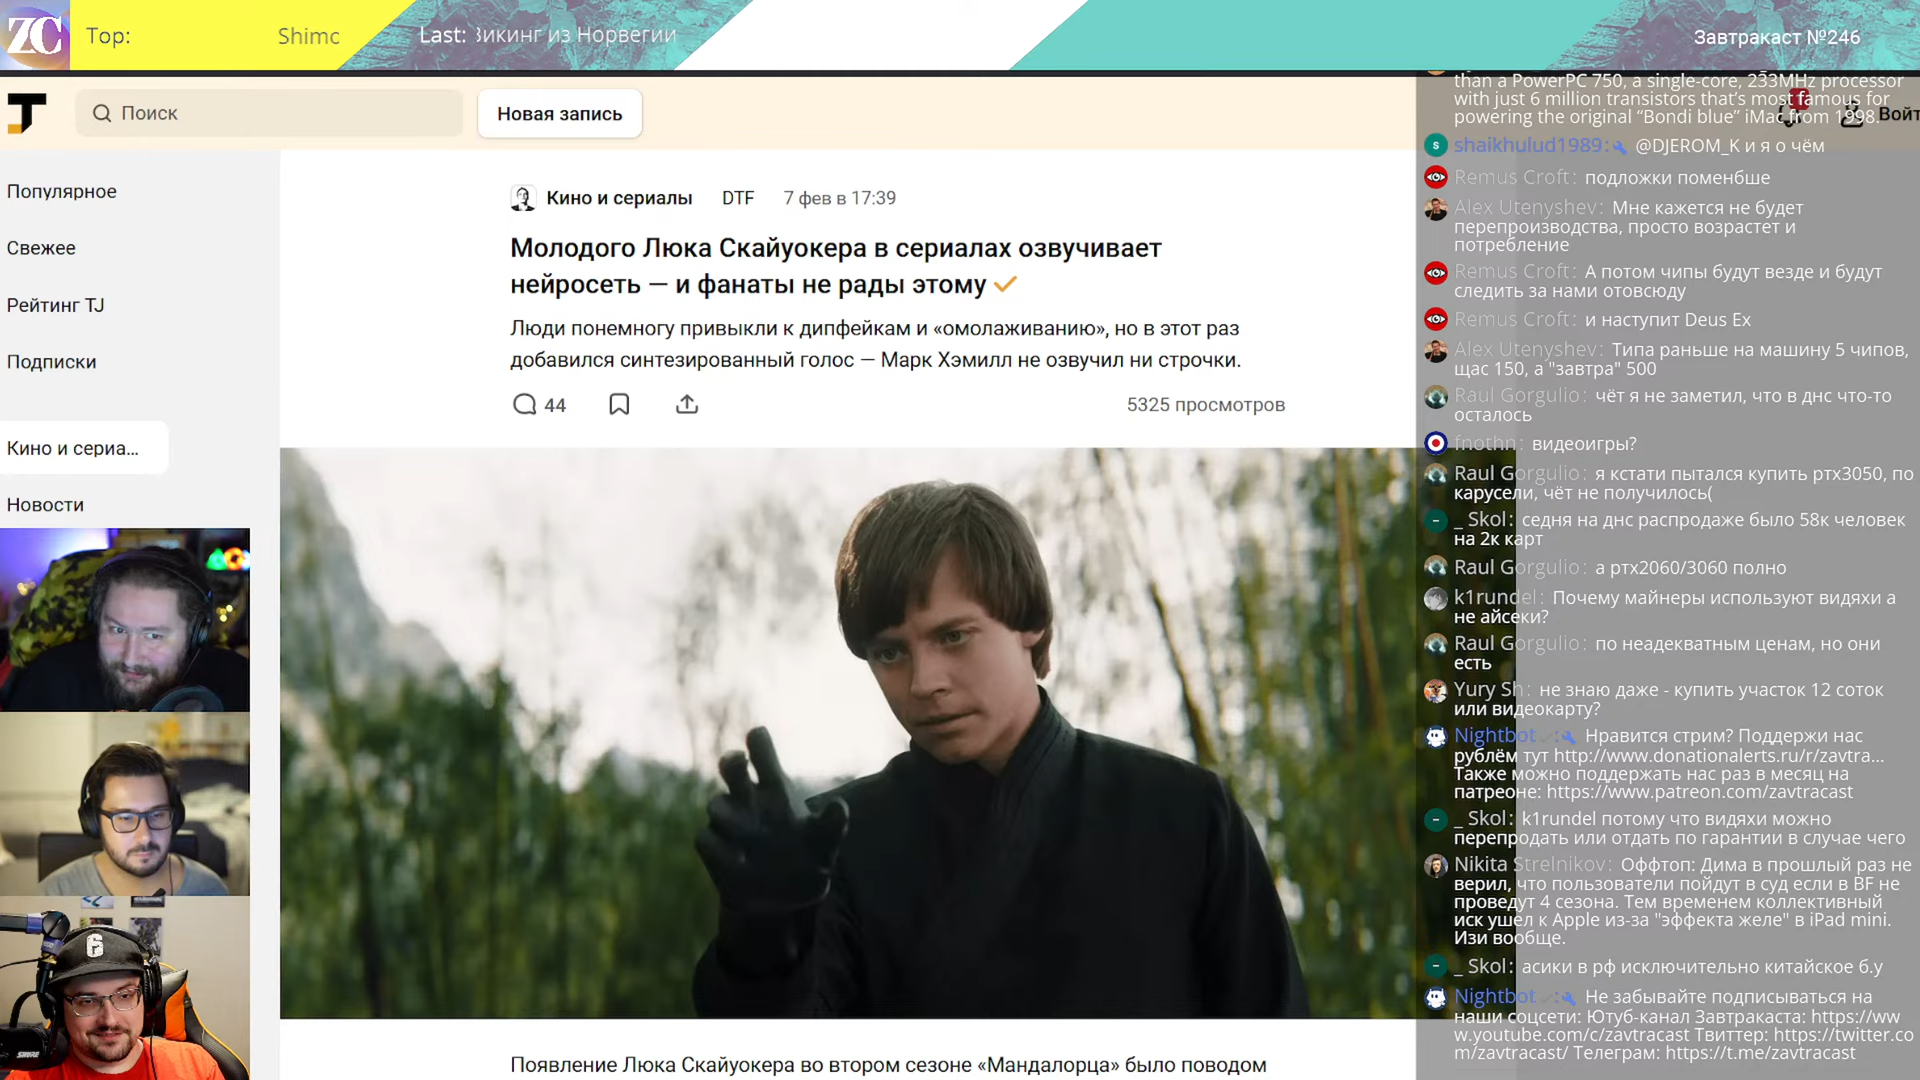 ZC
Top:
Shimc
Last: Зикинг из Норвегии
Завтракаст №246
Поиск
Новая запись
Войт
Популярное
Свежее
Рейтинг TJ
Подписки
Кино и сериа...
Новости
Кино и сериалы DTF 7 фев в 17:39
Молодого Люка Скайуокера в сериалах озвучивает
нейросеть — и фанаты не рады этому
Люди понемногу привыкли к дипфейкам и «омолаживанию», но в этот раз
добавился синтезированный голос — Марк Хэмилл не озвучил ни строчки.
44
5325 просмотров
Появление Люка Скайуокера во втором сезоне «Мандалорца» было поводом
than a PowerPC 750, a single-core, 233MHz processor
with just 6 million transistors that's most famous for
powering the original “Bondi blue” iMac from 1998.
shaikhulud1989: @DJEROM_K и я о чём
Remus Croft: подложки поменбше
Alex Utenyshev: Мне кажется не будет
перепроизводства, просто возрастет и
потребление
Remus Croft: А потом чипы будут везде и будут
следить за нами отовсюду
Remus Croft: и наступит Deus Ex
Alex Utenyshev: Типа раньше на машину 5 чипов,
щас 150, а "завтра" 500
Raul Gorgulio: чёт я не заметил, что в днс что-то
осталось
fnothn: видеоигры?
Raul Gorgulio: я кстати пытался купить ртх3050, по
карусели, чёт не получилось(
_ Skol: седня на днс распродаже было 58к человек
на 2к карт
Raul Gorgulio: а ртх2060/3060 полно
k1rundel: Почему майнеры используют видяхи а
не айсеки?
Raul Gorgulio: по неадекватным ценам, но они
есть
Yury Sh: не знаю даже - купить участок 12 соток
или видеокарту?
Nightbot: Нравится стрим? Поддержи нас
рублём тут http://www.donationalerts.ru/r/zavtra...
Также можно поддержать нас раз в месяц на
патреоне: https://www.patreon.com/zavtracast
_ Skol: k1rundel потому что видяхи можно
перепродать или отдать по гарантии в случае чего
Nikita Strelnikov: Оффтоп: Дима в прошлый раз не
верил, что пользователи пойдут в суд если в BF не
проведут 4 сезона. Тем временем коллективный
иск ушел к Apple из-за "эффекта желе" в iPad mini.
Изи вообще.
_ Skol: асики в рф исключительно китайское б.у
Nightbot: Не забывайте подписываться на
наши соцсети: Ютуб-канал Завтракаста: https://ww
w.youtube.com/c/zavtracast Твиттер: https://twitter.co
m/zavtracast/ Телеграм: https://t.me/zavtracast